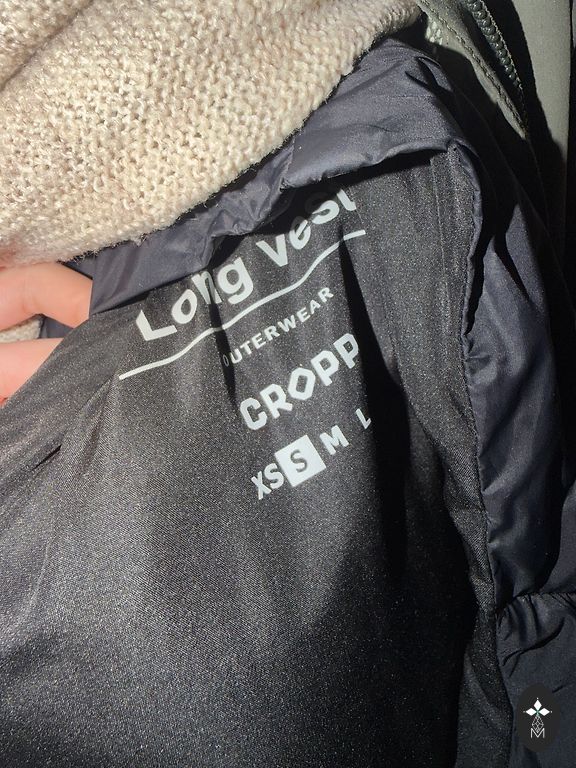 Long vest
OUTERWEAR
CROPP
XS S M L